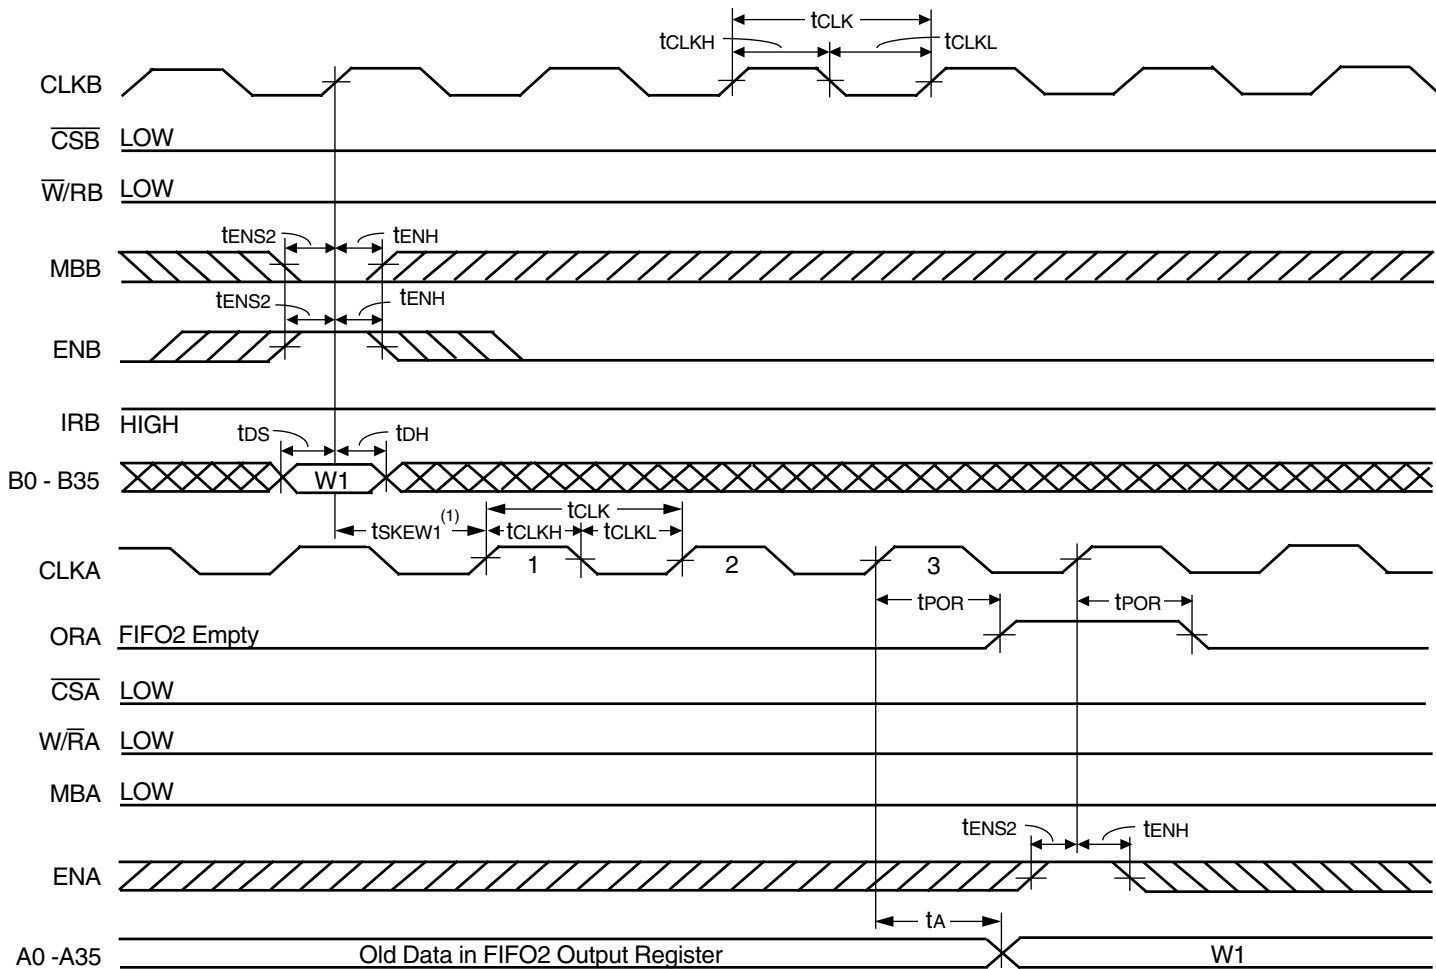 tCLK
tCLKH tCLKL
CLKB
CSB LOW
W/RB LOW
tENS2 tENH
MBB
tENS2 tENH
ENB
IRB HIGH
tDS tDH
B0 - B35 W1
tSKEW1(1) tCLK
tCLKH tCLKL
CLKA 1 2 3
tPOR tPOR
ORA FIFO2 Empty
CSA LOW
W/RA LOW
MBA LOW
tENS2 tENH
ENA
tA
A0 -A35 Old Data in FIFO2 Output Register W1